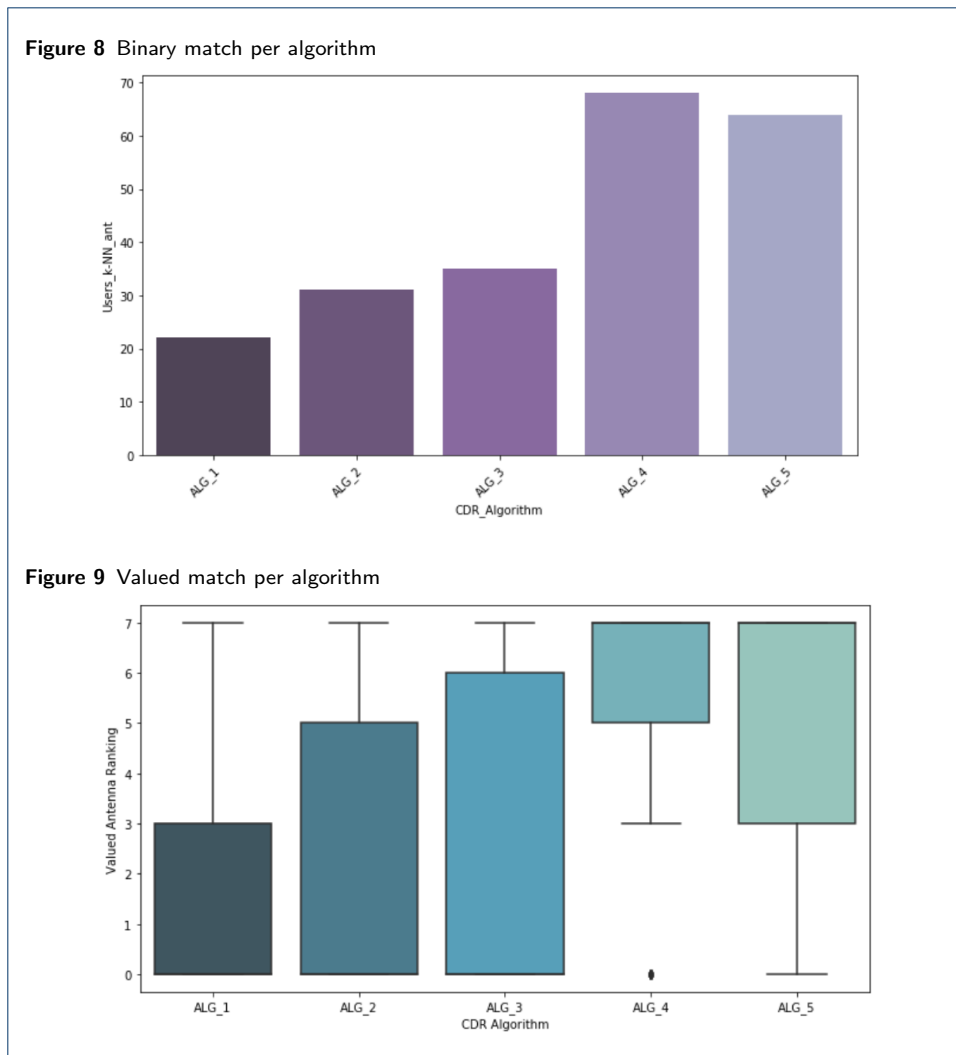 Figure 8 Binary match per algorithm
70
60
50
40
30
20
10
0
Users_k-NN_ant
ALG_1 ALG_2 ALG_3 ALG_4 ALG_5
CDR_Algorithm
Figure 9 Valued match per algorithm
7
6
5
4
3
2
1
0
Valued Antenna Ranking
ALG_1 ALG_2 ALG_3 ALG_4 ALG_5
CDR Algorithm